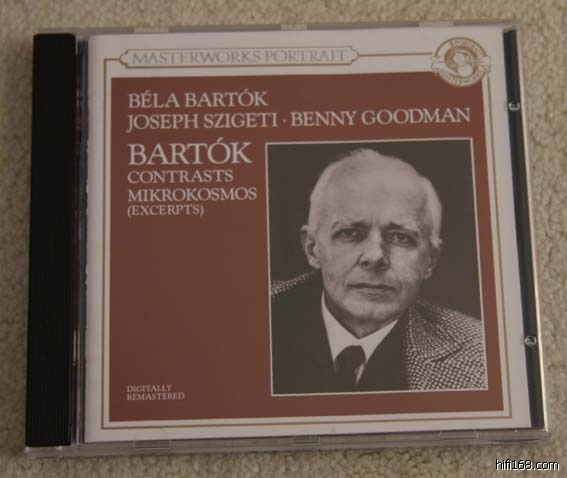 MASTERWORKS PORTRAIT
BÉLA BARTÓK
JOSEPH SZIGETI · BENNY GOODMAN
BARTÓK
CONTRASTS
MIKROKOSMOS
(EXCERPTS)
DIGITALLY
REMASTERED
hifi168.com